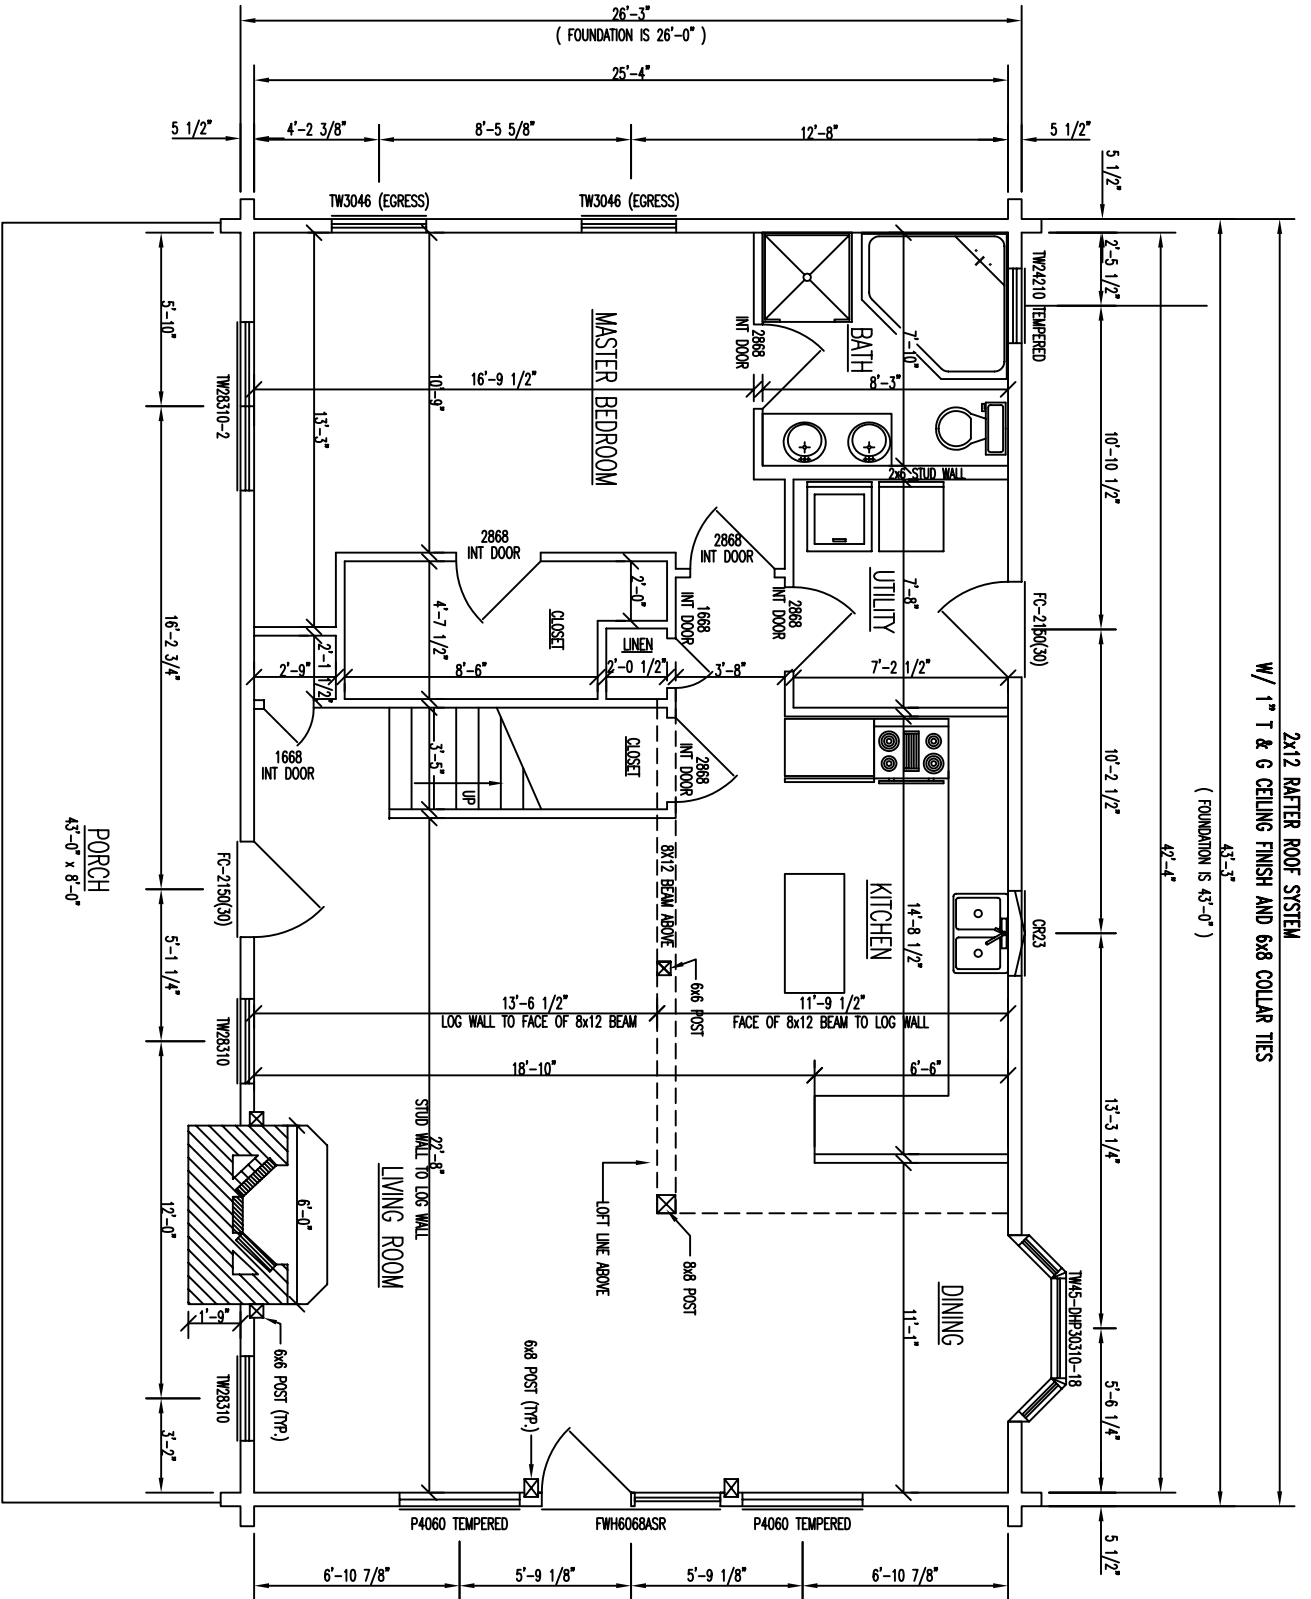 26'-3"
( FOUNDATION IS 26'-0" )
25'-4"
5 1/2"
4'-2 3/8"
8'-5 5/8"
12'-8"
5 1/2"
5 1/2"
TW3046 (EGRESS)
TW3046 (EGRESS)
2x12 RAFTER ROOF SYSTEM
W/ 1" T & G CEILING FINISH AND 6x8 COLLAR TIES
43'-3"
( FOUNDATION IS 43'-0" )
42'-4"
2'-5 1/2"
10'-10 1/2"
10'-2 1/2"
13'-3 1/4"
5'-6 1/4"
5 1/2"
TW24210 TEMPERED
FC-2150(30)
CR23
TW45-DHP30310-18
BATH
7'-10"
8'-3"
2868
INT DOOR
2x6 STUD WALL
MASTER BEDROOM
16'-9 1/2"
10'-9"
13'-3"
5'-10"
TW28310-2
16'-2 3/4"
2868
INT DOOR
2868
INT DOOR
2868
INT DOOR
1668
INT DOOR
UTILITY
7'-8"
7'-2 1/2"
CLOSET
2'-0"
4'-7 1/2"
LINEN
2'-0 1/2"
3'-8"
8'-6"
2'-9"
2'-1 1/2"
1668
INT DOOR
CLOSET
2868
INT DOOR
3'-5"
UP
8X12 BEAM ABOVE
KITCHEN
14'-8 1/2"
6x6 POST
13'-6 1/2"
LOG WALL TO FACE OF 8x12 BEAM
11'-9 1/2"
FACE OF 8x12 BEAM TO LOG WALL
18'-10"
6'-6"
PORCH
43'-0" x 8'-0"
FC-2150(30)
5'-1 1/4"
TW28310
22'-8"
STUD WALL TO LOG WALL
LIVING ROOM
6'-0"
12'-0"
1'-9"
6x6 POST (TYP.)
LOFT LINE ABOVE
8x8 POST
DINING
11'-1"
6x8 POST (TYP.)
TW28310
3'-2"
P4060 TEMPERED
FWH6068ASR
P4060 TEMPERED
6'-10 7/8"
5'-9 1/8"
5'-9 1/8"
6'-10 7/8"